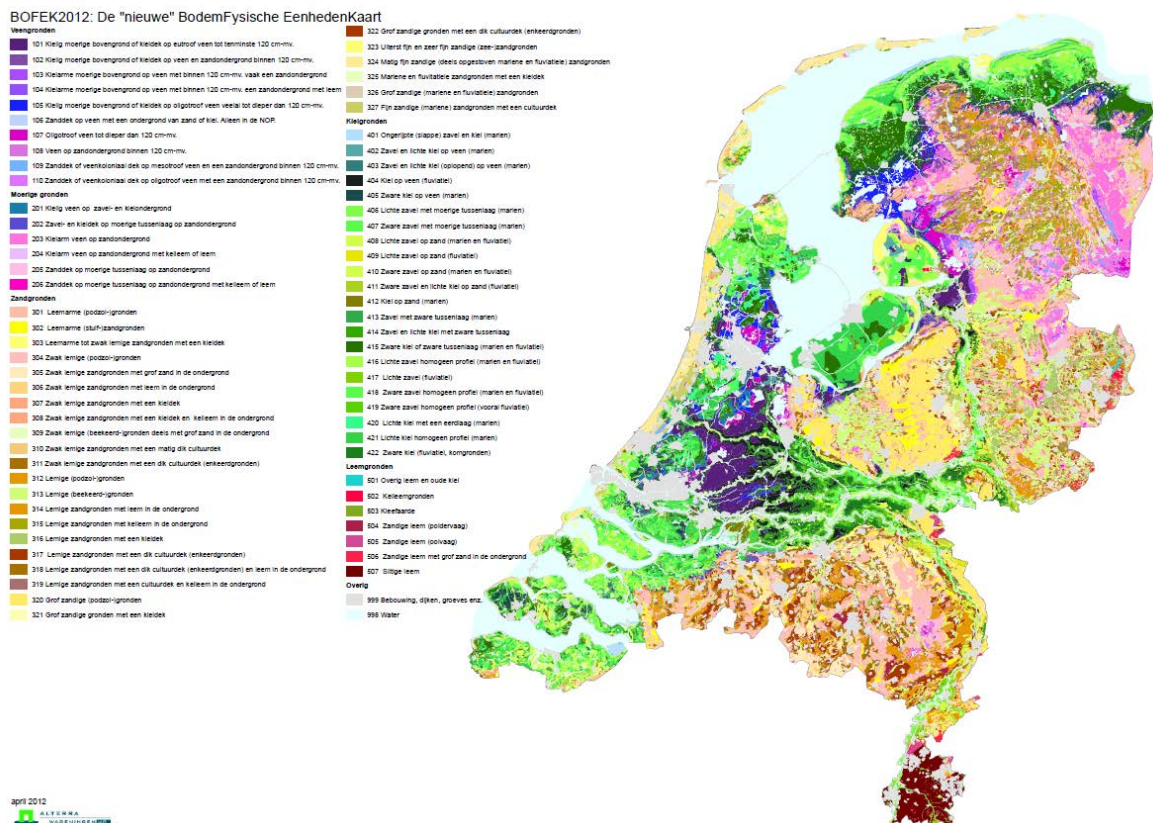 BOFEK2012: De "nieuwe" BodemFysische EenhedenKaart
Veengronden
101 Kleiig moerige bovengrond of kleidek op eutroof veen tot tenminste 120 cm-mv.
102 Kleiig moerige bovengrond of kleidek op veen en zandondergrond binnen 120 cm-mv.
103 Kleiarme moerige bovengrond op veen met binnen 120 cm-mv. vaak een zandondergrond
104 Kleiarme moerige bovengrond op veen met binnen 120 cm-mv. een zandondergrond met leem
105 Kleiig moerige bovengrond of kleidek op oligotroof veen veelal tot dieper dan 120 cm-mv.
106 Zanddek op veen met een ondergrond van zand of klei. Alleen in de NOP.
107 Oligotroof veen tot dieper dan 120 cm-mv.
108 Veen op zandondergrond binnen 120 cm-mv.
109 Zanddek of veenkoloniaal dek op mesotroof veen en een zandondergrond binnen 120 cm-mv.
110 Zanddek of veenkoloniaal dek op oligotroof veen met een zandondergrond binnen 120 cm-mv.
Moerige gronden
201 Kleiig veen op zavel- en kleiondergrond
202 Zavel- en kleidek op moerige tussenlaag op zandondergrond
203 Kleiarm veen op zandondergrond
204 Kleiarm veen op zandondergrond met keileem of leem
205 Zanddek op moerige tussenlaag op zandondergrond
206 Zanddek op moerige tussenlaag op zandondergrond met keileem of leem
Zandgronden
301 Leemarme (podzol-)gronden
302 Leemarme (stuif-)zandgronden
303 Leemarme tot zwak lemige zandgronden met een kleidek
304 Zwak lemige (podzol-)gronden
305 Zwak lemige zandgronden met grof zand in de ondergrond
306 Zwak lemige zandgronden met leem in de ondergrond
307 Zwak lemige zandgronden met een kleidek
308 Zwak lemige zandgronden met een kleidek en keileem in de ondergrond
309 Zwak lemige (beekeerd-)gronden deels met grof zand in de ondergrond
310 Zwak lemige zandgronden met een matig dik cultuurdek
311 Zwak lemige zandgronden met een dik cultuurdek (enkeerdgronden)
312 Lemige (podzol-)gronden
313 Lemige (beekeerd-)gronden
314 Lemige zandgronden met leem in de ondergrond
315 Lemige zandgronden met keileem in de ondergrond
316 Lemige zandgronden met een kleidek
317 Lemige zandgronden met een dik cultuurdek (enkeerdgronden)
318 Lemige zandgronden met een dik cultuurdek (enkeerdgronden) en leem in de ondergrond
319 Lemige zandgronden met een cultuurdek en keileem in de ondergrond
320 Grof zandige (podzol-)gronden
321 Grof zandige gronden met een kleidek
322 Grof zandige gronden met een dik cultuurdek (enkeerdgronden)
323 Uiterst fijn en zeer fijn zandige (zee-)zandgronden
324 Matig fijn zandige (deels opgestoven mariene en fluviatiele) zandgronden
325 Mariene en fluvitatiele zandgronden met een kleidek
326 Grof zandige (mariene en fluviatiele) zandgronden
327 Fijn zandige (mariene) zandgronden met een cultuurdek
Kleigronden
401 Ongerijpte (slappe) zavel en klei (marien)
402 Zavel en lichte klei op veen (marien)
403 Zavel en lichte klei (oplopend) op veen (marien)
404 Klei op veen (fluviatiel)
405 Zware klei op veen (marien)
406 Lichte zavel met moerige tussenlaag (marien)
407 Zware zavel met moerige tussenlaag (marien)
408 Lichte zavel op zand (marien en fluviatiel)
409 Lichte zavel op zand (fluviatiel)
410 Zware zavel op zand (marien en fluviatiel)
411 Zware zavel en lichte klei op zand (fluviatiel)
412 Klei op zand (marien)
413 Zavel met zware tussenlaag (marien)
414 Zavel en lichte klei met zware tussenlaag
415 Zware klei of zware tussenlaag (marien en fluviatiel)
416 Lichte zavel homogeen profiel (marien en fluviatiel)
417 Lichte zavel (fluviatiel)
418 Zware zavel homogeen profiel (marien en fluviatiel)
419 Zware zavel homogeen profiel (vooral fluviatiel)
420 Lichte klei met een eerdlaag (marien)
421 Lichte klei homogeen profiel (marien)
422 Zware klei (fluviatiel, komgronden)
Leemgronden
501 Overig leem en oude klei
502 Keileemgronden
503 Kleefaarde
504 Zandige leem (poldervaag)
505 Zandige leem (ooivaag)
506 Zandige leem met grof zand in de ondergrond
507 Siltige leem
Overig
999 Bebouwing, dijken, groeves enz.
998 Water
april 2012
ALTERRA
WAGENINGEN UR